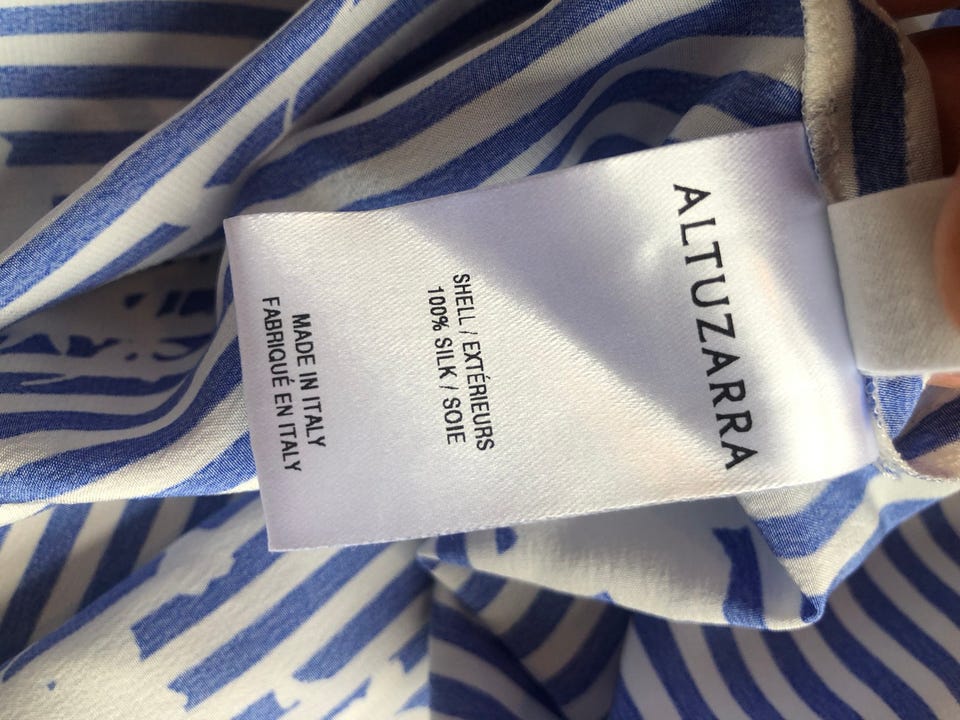 ALTUZARRA
SHELL / EXTÉRIEURS
100% SILK / SOIE
MADE IN ITALY
FABRIQUÉ EN ITALY